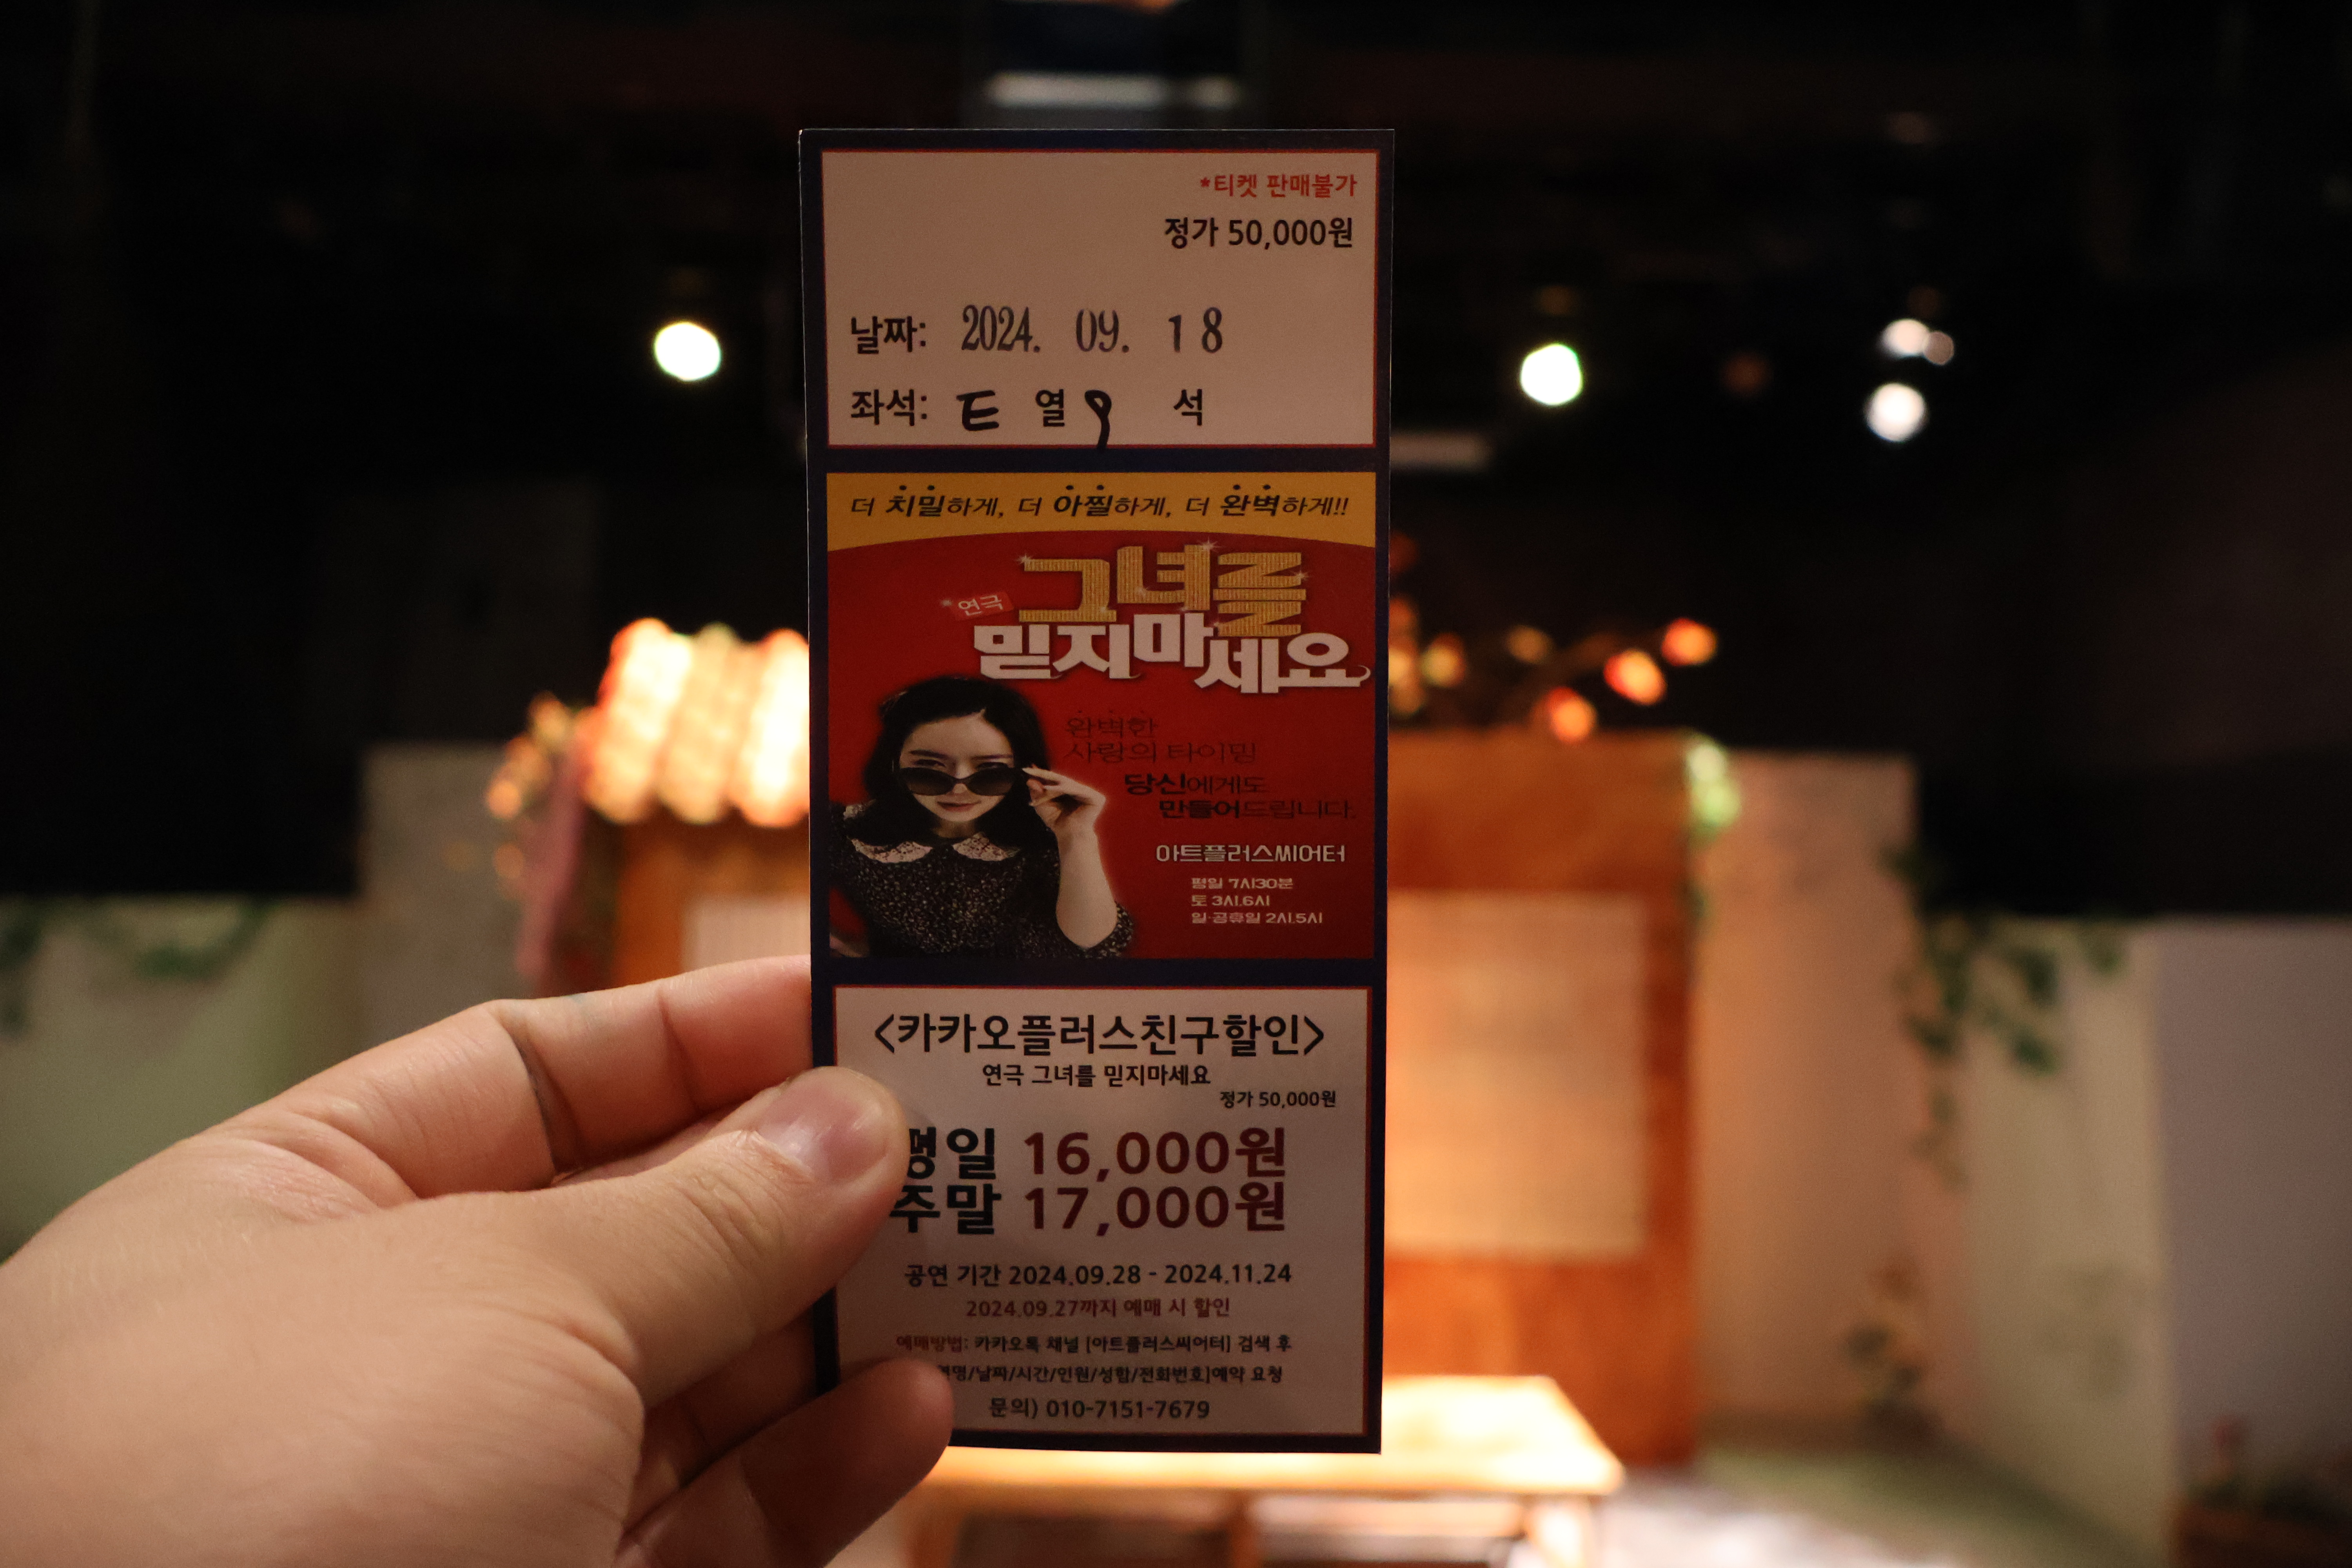 *티켓 판매불가
정가 50,000원
날짜: 2024. 09. 18
좌석: E 열 9 석
더 치밀하게, 더 아찔하게, 더 완벽하게!!
연극 그녀를
믿지마세요
완벽한
사랑의 타이밍
당신에게도
만들어드립니다.
아트플러스씨어터
평일 7시30분
토 3시,6시
일·공휴일 2시,5시
<카카오플러스친구할인>
연극 그녀를 믿지마세요
정가 50,000원
평일 16,000원
주말 17,000원
공연 기간 2024.09.28 - 2024.11.24
2024.09.27까지 예매 시 할인
예매방법: 카카오톡 채널 [아트플러스씨어터] 검색 후
/날짜/시간/인원/성함/전화번호]예약 요청
문의) 010-7151-7679